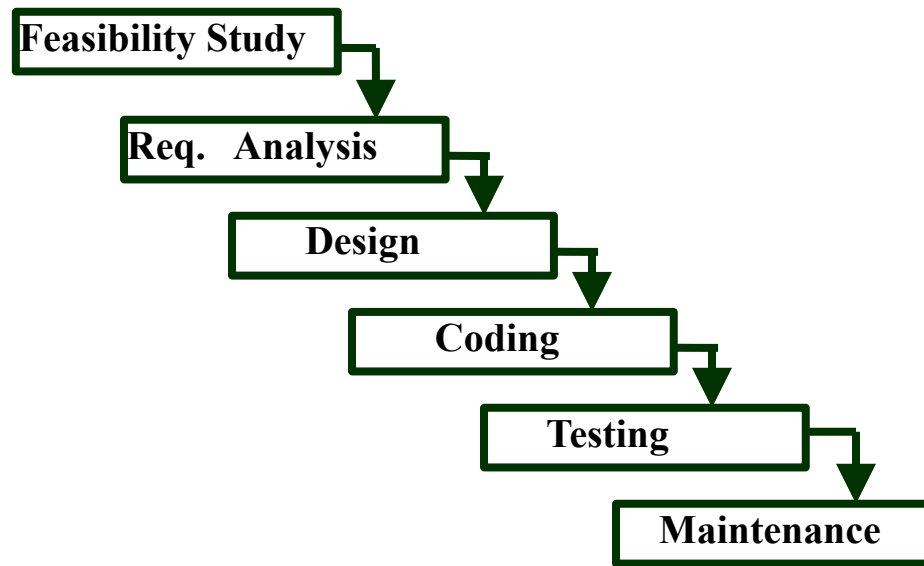 Feasibility Study
Req. Analysis
Design
Coding
Testing
Maintenance